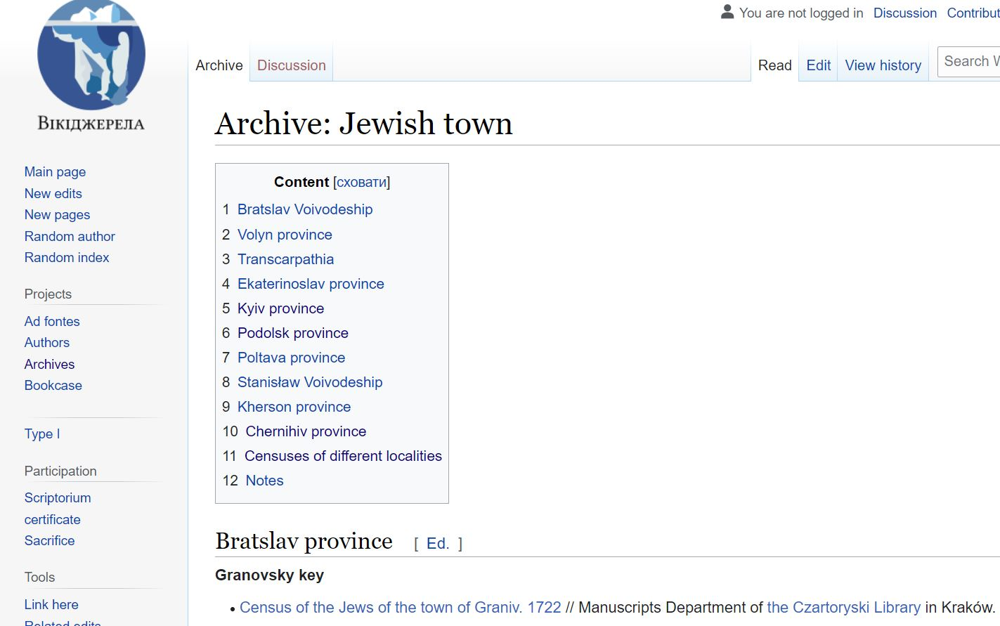 You are not logged in Discussion Contribut
Archive Discussion Read Edit View history Search W
ВІКІДЖЕРЕЛА
Archive: Jewish town
Main page
New edits
New pages
Random author
Random index
Projects
Ad fontes
Authors
Archives
Bookcase
Type I
Participation
Scriptorium
certificate
Sacrifice
Tools
Link here
Related edits
Content [сховати]
1 Bratslav Voivodeship
2 Volyn province
3 Transcarpathia
4 Ekaterinoslav province
5 Kyiv province
6 Podolsk province
7 Poltava province
8 Stanisław Voivodeship
9 Kherson province
10 Chernihiv province
11 Censuses of different localities
12 Notes
Bratslav province [ Ed. ]
Granovsky key
• Census of the Jews of the town of Graniv. 1722 // Manuscripts Department of the Czartoryski Library in Kraków.